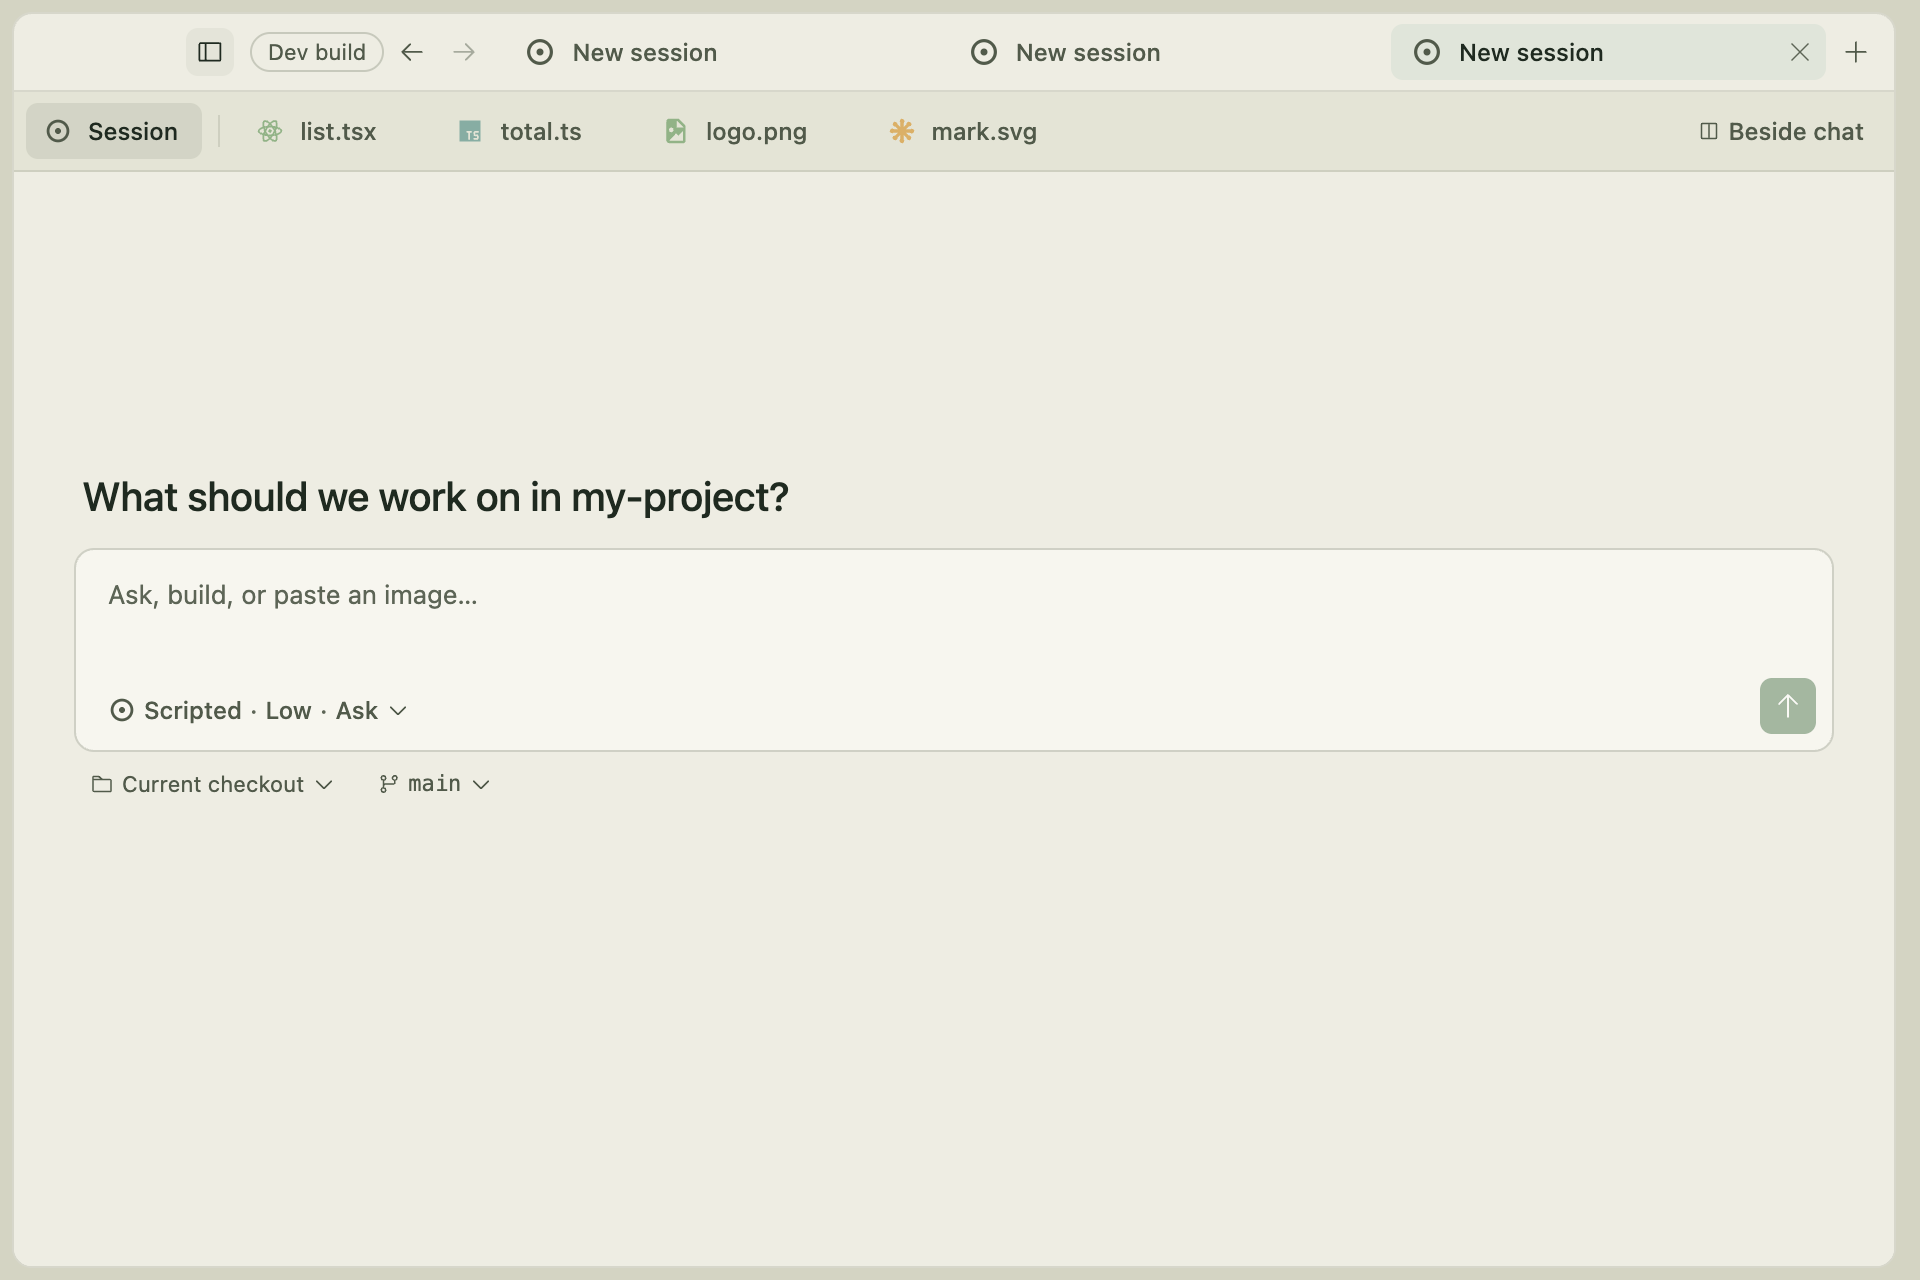 Dev build
New session
New session
New session
Session
list.tsx
total.ts
logo.png
mark.svg
Beside chat
What should we work on in my-project?
Ask, build, or paste an image...
Scripted · Low · Ask
Current checkout
main